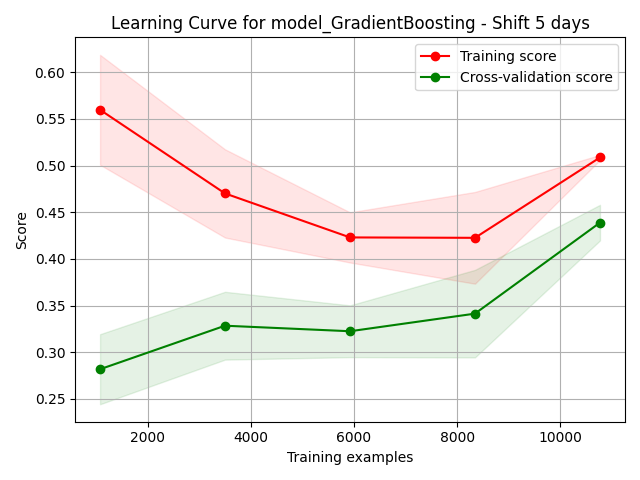 Learning Curve for model_GradientBoosting - Shift 5 days
Training score
Cross-validation score
Score
0.60
0.55
0.50
0.45
0.40
0.35
0.30
0.25
2000 4000 6000 8000 10000
Training examples